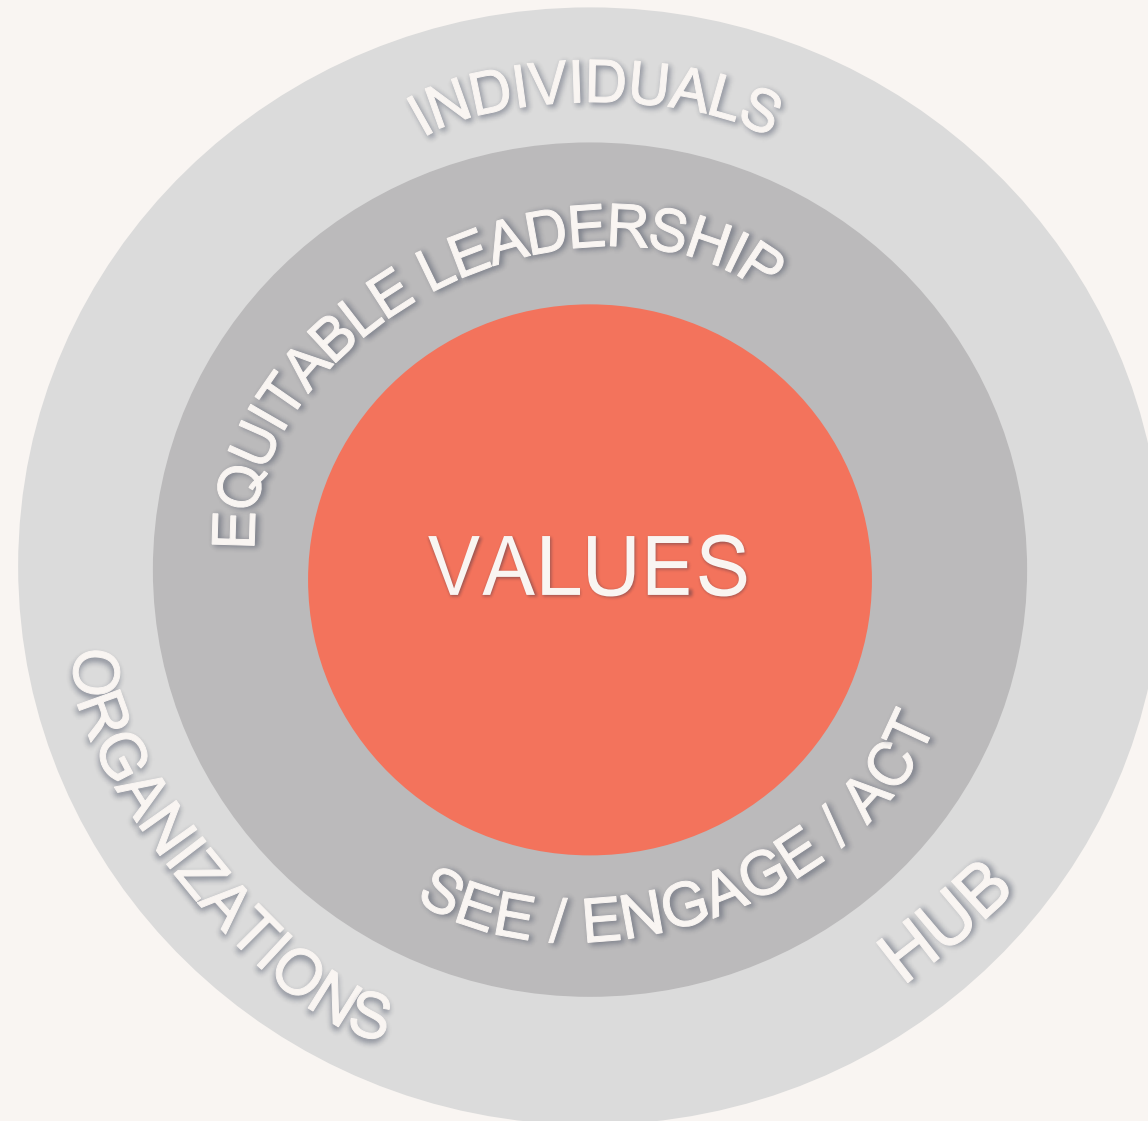 INDIVIDUALS
EQUITABLE LEADERSHIP
VALUES
SEE / ENGAGE / ACT
ORGANIZATIONS
HUB